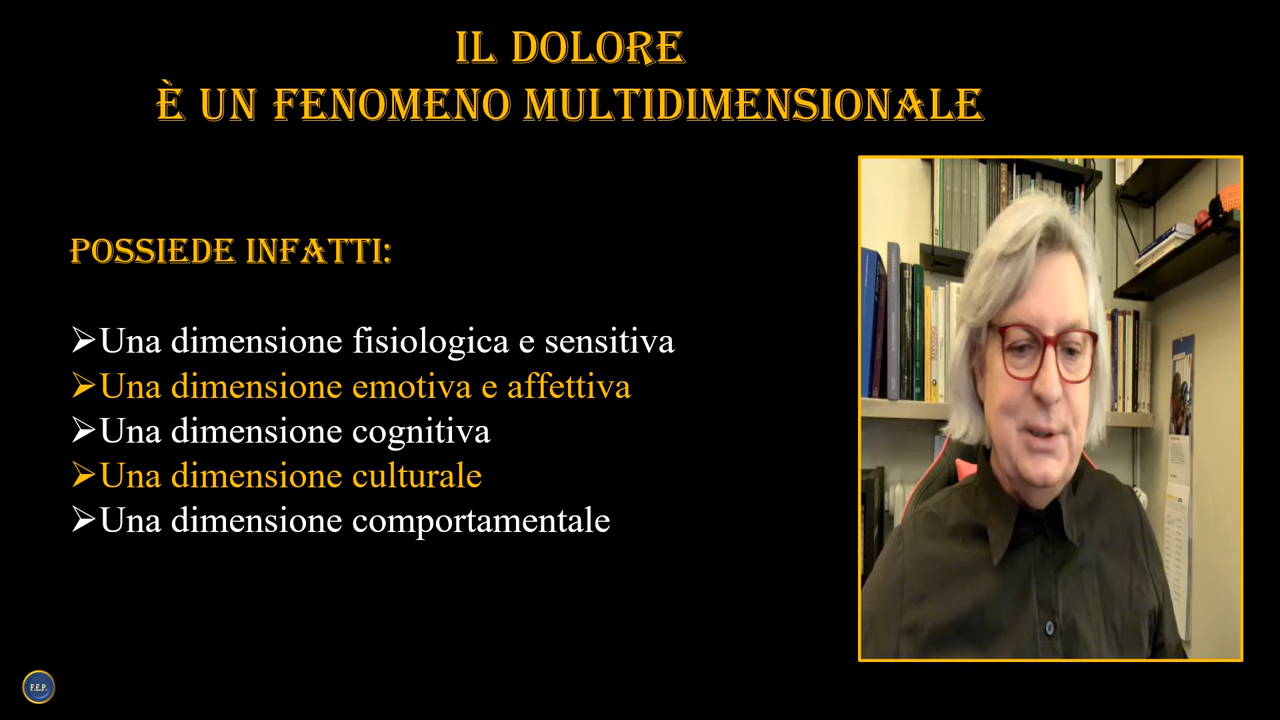 IL DOLORE
È UN FENOMENO MULTIDIMENSIONALE
POSSIEDE INFATTI:
➢Una dimensione fisiologica e sensitiva
➢Una dimensione emotiva e affettiva
➢Una dimensione cognitiva
➢Una dimensione culturale
➢Una dimensione comportamentale
F.E.P.